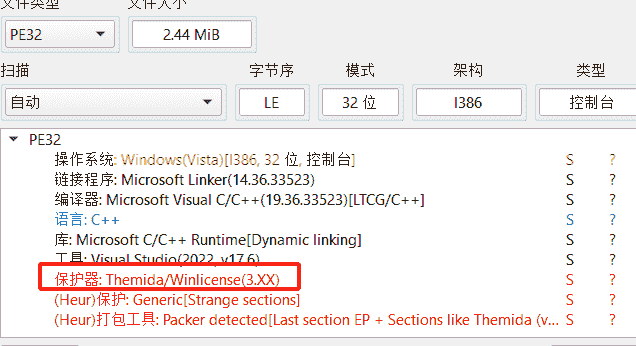 文件类型 文件大小
PE32 2.44 MiB
扫描 字节序 模式 架构 类型
自动 LE 32 位 I386 控制台
PE32
操作系统: Windows(Vista)[I386, 32 位, 控制台] S ?
链接程序: Microsoft Linker(14.36.33523) S ?
编译器: Microsoft Visual C/C++(19.36.33523)[LTCG/C++] S ?
语言: C++ S ?
库: Microsoft C/C++ Runtime[Dynamic linking] S ?
工具: Visual Studio(2022, v17.6) S ?
保护器: Themida/Winlicense(3.XX) S ?
(Heur)保护: Generic[Strange sections] S ?
(Heur)打包工具: Packer detected[Last section EP + Sections like Themida (v... S ?